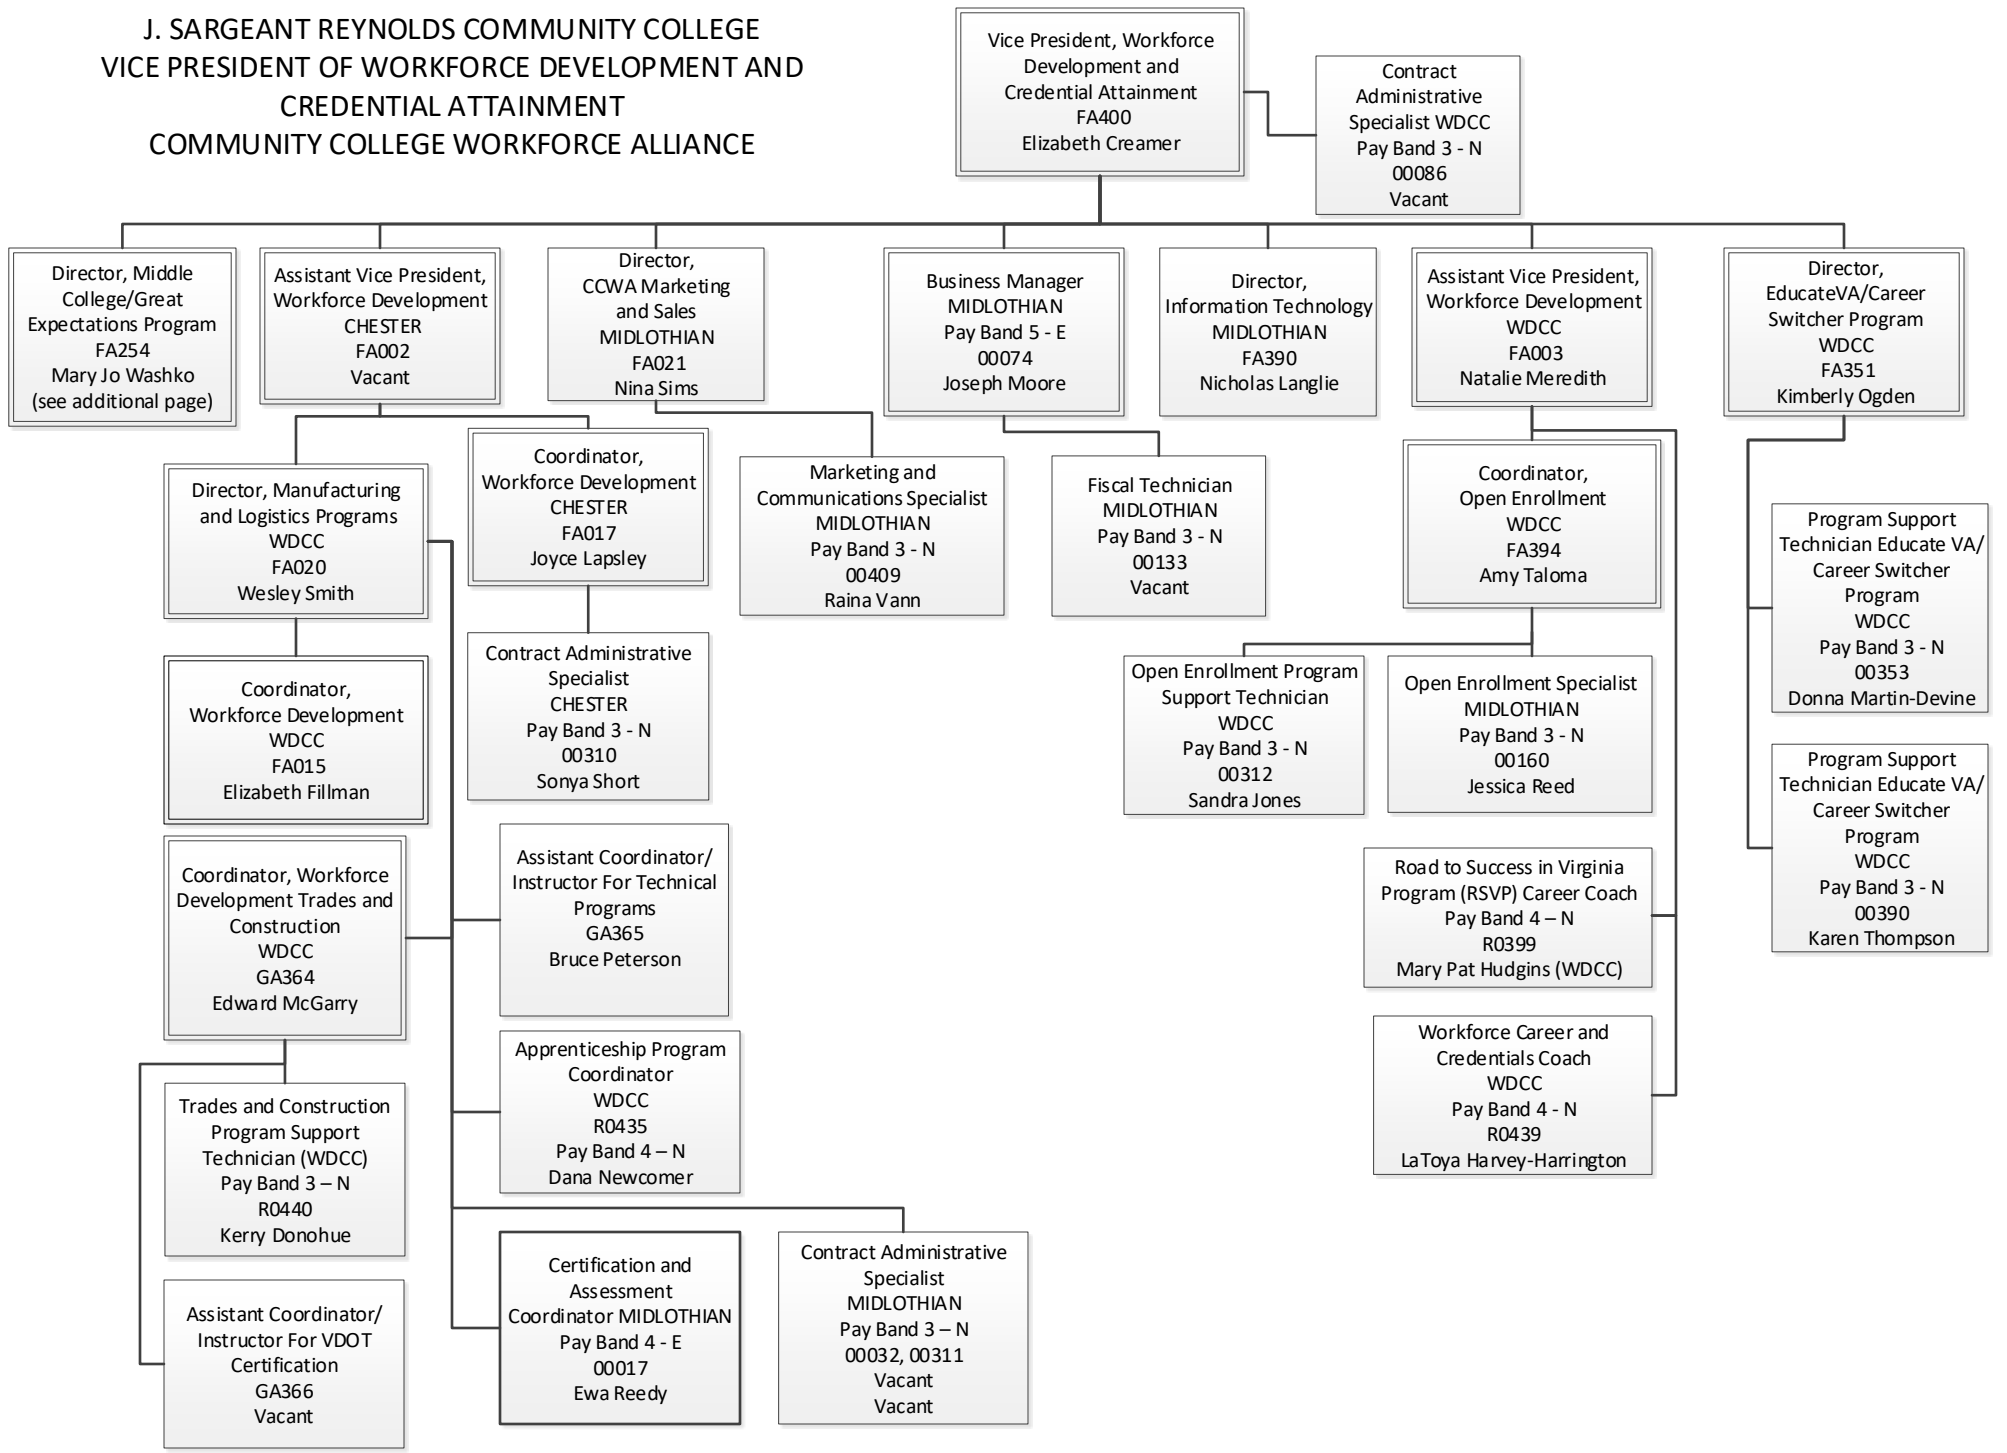 J. SARGEANT REYNOLDS COMMUNITY COLLEGE
VICE PRESIDENT OF WORKFORCE DEVELOPMENT AND
CREDENTIAL ATTAINMENT
COMMUNITY COLLEGE WORKFORCE ALLIANCE
Vice President, Workforce
Development and
Credential Attainment
FA400
Elizabeth Creamer
Contract
Administrative
Specialist WDCC
Pay Band 3 - N
00086
Vacant
Director, Middle
College/Great
Expectations Program
FA254
Mary Jo Washko
(see additional page)
Assistant Vice President,
Workforce Development
CHESTER
FA002
Vacant
Director,
CCWA Marketing
and Sales
MIDLOTHIAN
FA021
Nina Sims
Business Manager
MIDLOTHIAN
Pay Band 5 - E
00074
Joseph Moore
Director,
Information Technology
MIDLOTHIAN
FA390
Nicholas Langlie
Assistant Vice President,
Workforce Development
WDCC
FA003
Natalie Meredith
Director,
EducateVA/Career
Switcher Program
WDCC
FA351
Kimberly Ogden
Director, Manufacturing
and Logistics Programs
WDCC
FA020
Wesley Smith
Coordinator,
Workforce Development
CHESTER
FA017
Joyce Lapsley
Marketing and
Communications Specialist
MIDLOTHIAN
Pay Band 3 - N
00409
Raina Vann
Fiscal Technician
MIDLOTHIAN
Pay Band 3 - N
00133
Vacant
Coordinator,
Open Enrollment
WDCC
FA394
Amy Taloma
Program Support
Technician Educate VA/
Career Switcher
Program
WDCC
Pay Band 3 - N
00353
Donna Martin-Devine
Coordinator,
Workforce Development
WDCC
FA015
Elizabeth Fillman
Contract Administrative
Specialist
CHESTER
Pay Band 3 - N
00310
Sonya Short
Open Enrollment Program
Support Technician
WDCC
Pay Band 3 - N
00312
Sandra Jones
Open Enrollment Specialist
MIDLOTHIAN
Pay Band 3 - N
00160
Jessica Reed
Program Support
Technician Educate VA/
Career Switcher
Program
WDCC
Pay Band 3 - N
00390
Karen Thompson
Coordinator, Workforce
Development Trades and
Construction
WDCC
GA364
Edward McGarry
Assistant Coordinator/
Instructor For Technical
Programs
GA365
Bruce Peterson
Road to Success in Virginia
Program (RSVP) Career Coach
Pay Band 4 – N
R0399
Mary Pat Hudgins (WDCC)
Apprenticeship Program
Coordinator
WDCC
R0435
Pay Band 4 – N
Dana Newcomer
Workforce Career and
Credentials Coach
WDCC
Pay Band 4 - N
R0439
LaToya Harvey-Harrington
Trades and Construction
Program Support
Technician (WDCC)
Pay Band 3 – N
R0440
Kerry Donohue
Certification and
Assessment
Coordinator MIDLOTHIAN
Pay Band 4 - E
00017
Ewa Reedy
Contract Administrative
Specialist
MIDLOTHIAN
Pay Band 3 – N
00032, 00311
Vacant
Vacant
Assistant Coordinator/
Instructor For VDOT
Certification
GA366
Vacant